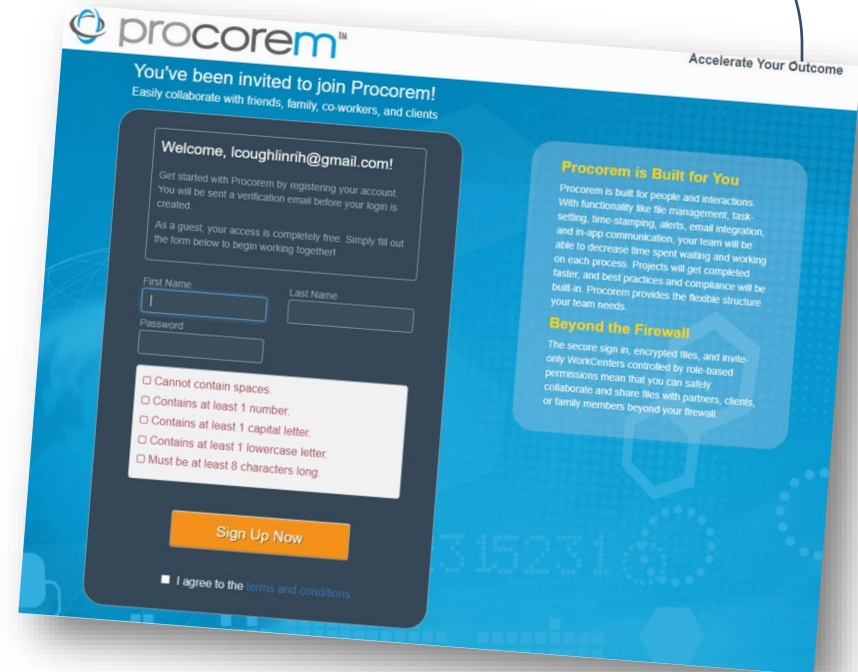 procorem™
Accelerate Your Outcome
You've been invited to join Procorem!
Easily collaborate with friends, family, co-workers, and clients
Welcome, lcoughlinrih@gmail.com!
Get started with Procorem by registering your account.
You will be sent a verification email before your login is
created.
As a guest, your access is completely free. Simply fill out
the form below to begin working together!
First Name
Last Name
Password
Cannot contain spaces.
Contains at least 1 number.
Contains at least 1 capital letter.
Contains at least 1 lowercase letter.
Must be at least 8 characters long.
Sign Up Now
I agree to the terms and conditions
Procorem is Built for You
Procorem is built for people and interactions.
With functionality like file management, task-
setting, time-stamping, alerts, email integration,
and in-app communication, your team will be
able to decrease time spent waiting and working
on each process. Projects will get completed
faster, and best practices and compliance will be
built-in. Procorem provides the flexible structure
your team needs.
Beyond the Firewall
The secure sign in, encrypted files, and invite-
only WorkCenters controlled by role-based
permissions mean that you can safely
collaborate and share files with partners, clients,
or family members beyond your firewall.